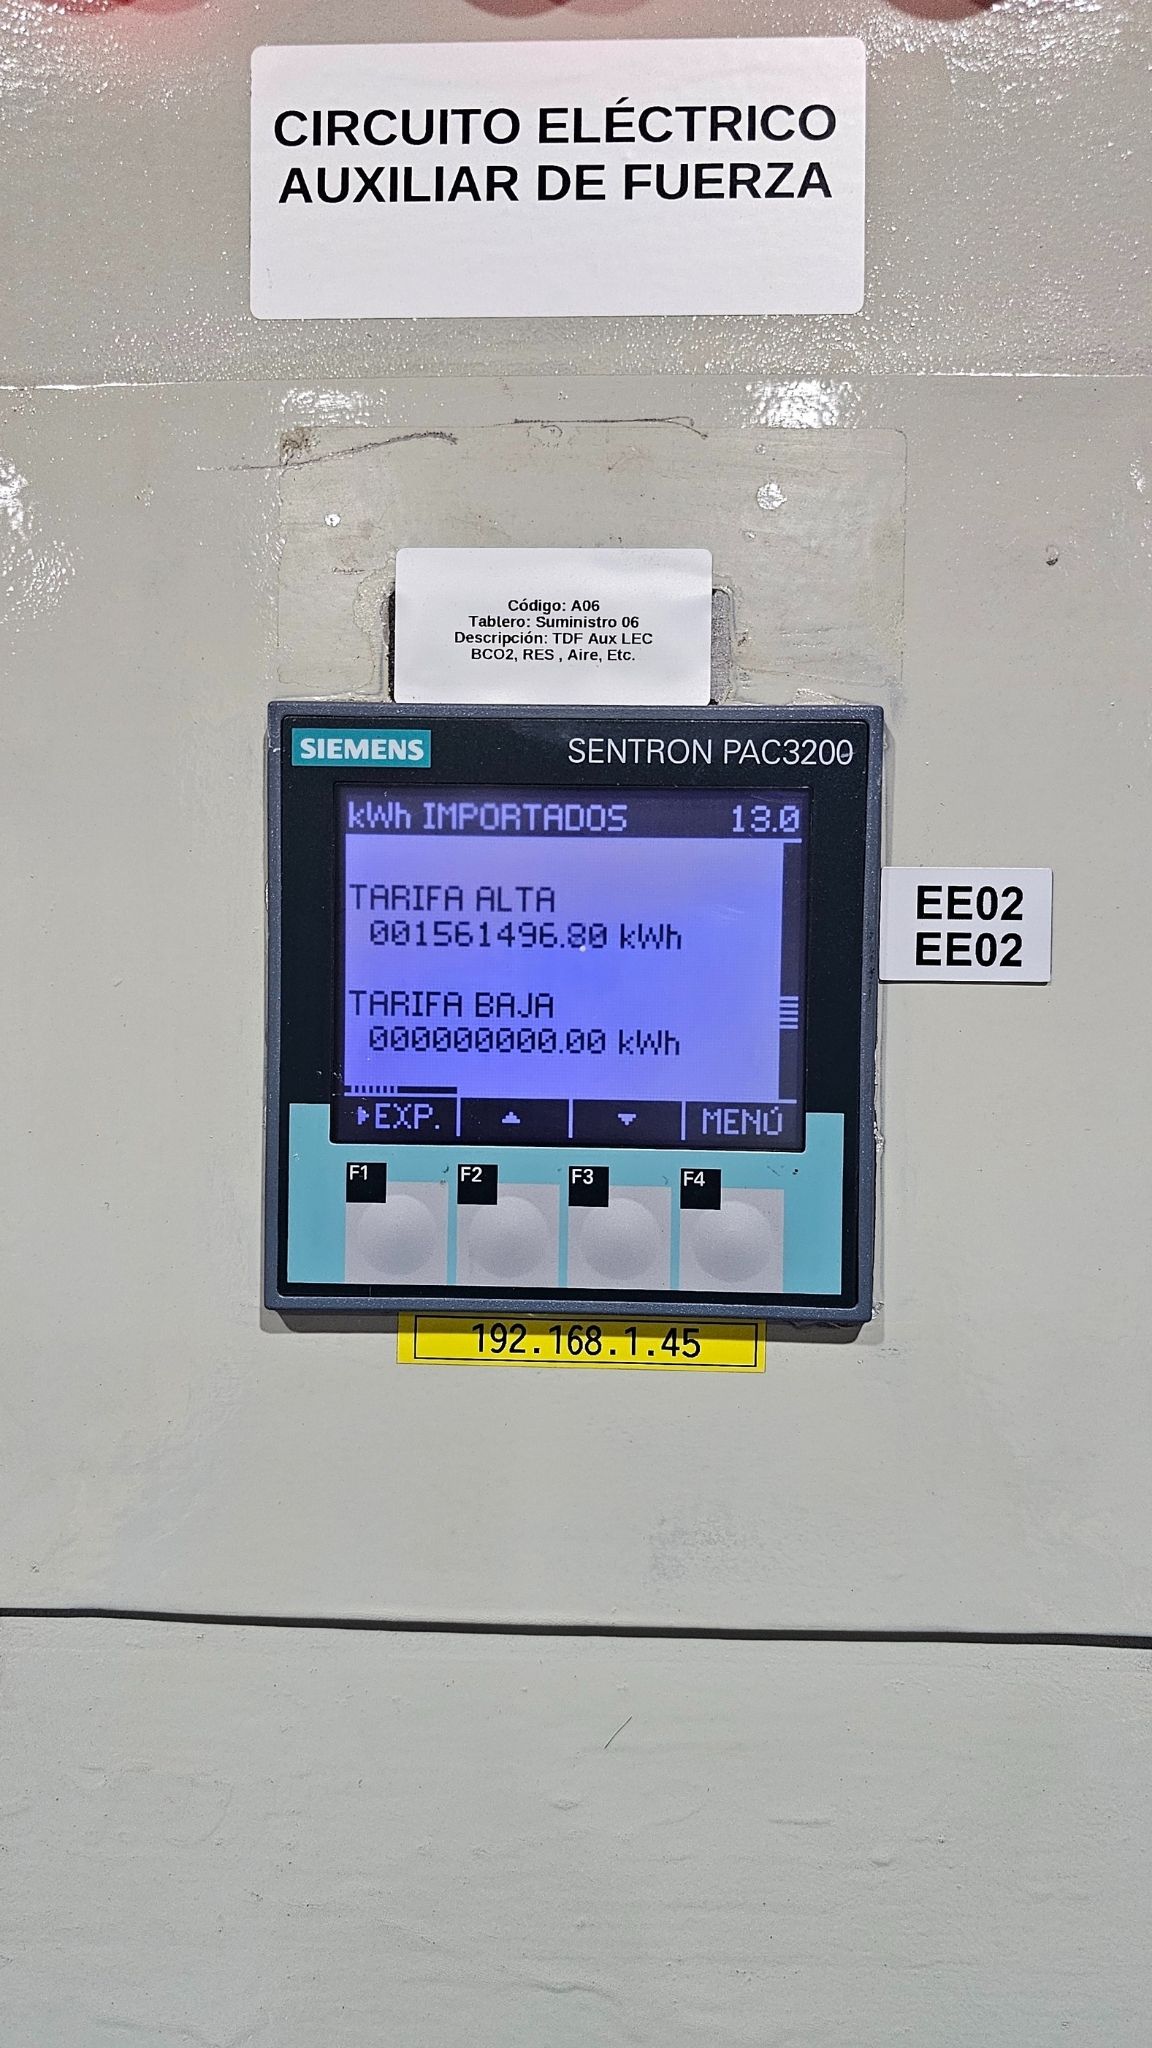 CIRCUITO ELÉCTRICO
AUXILIAR DE FUERZA
Código: A06
Tablero: Suministro 06
Descripción: TDF Aux LEC
BCO2, RES , Aire, Etc.
SIEMENS SENTRON PAC3200
kWh IMPORTADOS 13.0
TARIFA ALTA
001561496.80 kWh
TARIFA BAJA
000000000.00 kWh
EXP. MENÚ
F1 F2 F3 F4
EE02
EE02
192.168.1.45